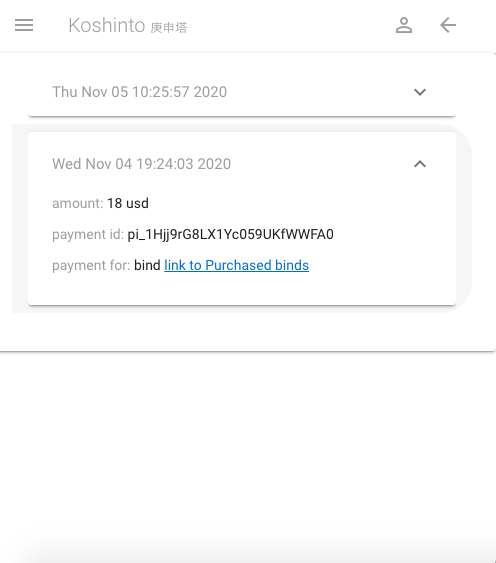 Koshinto 庚申塔
Thu Nov 05 10:25:57 2020
Wed Nov 04 19:24:03 2020
amount: 18 usd
payment id: pi_1Hjj9rG8LX1Yc059UKfWWFA0
payment for: bind link to Purchased binds